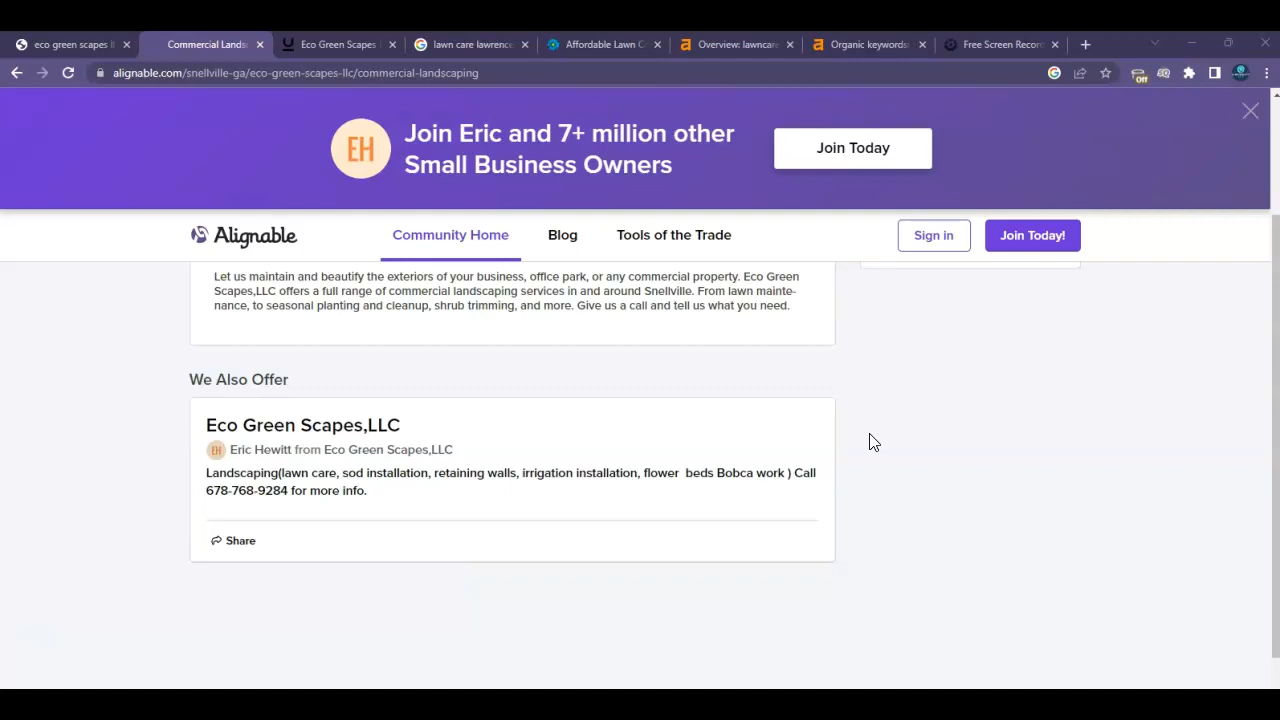 eco green scapes ll
Commercial Lands
Eco Green Scapes
lawn care lawrence
Affordable Lawn C
Overview: lawncare
Organic keywords
Free Screen Recor
alignable.com/snellville-ga/eco-green-scapes-llc/commercial-landscaping
Off
EH
Join Eric and 7+ million other
Small Business Owners
Join Today
Alignable
Community Home
Blog
Tools of the Trade
Sign in
Join Today!
Let us maintain and beautify the exteriors of your business, office park, or any commercial property. Eco Green
Scapes,LLC offers a full range of commercial landscaping services in and around Snellville. From lawn mainte-
nance, to seasonal planting and cleanup, shrub trimming, and more. Give us a call and tell us what you need.
We Also Offer
Eco Green Scapes,LLC
EH Eric Hewitt from Eco Green Scapes,LLC
Landscaping(lawn care, sod installation, retaining walls, irrigation installation, flower beds Bobca work ) Call
678-768-9284 for more info.
Share